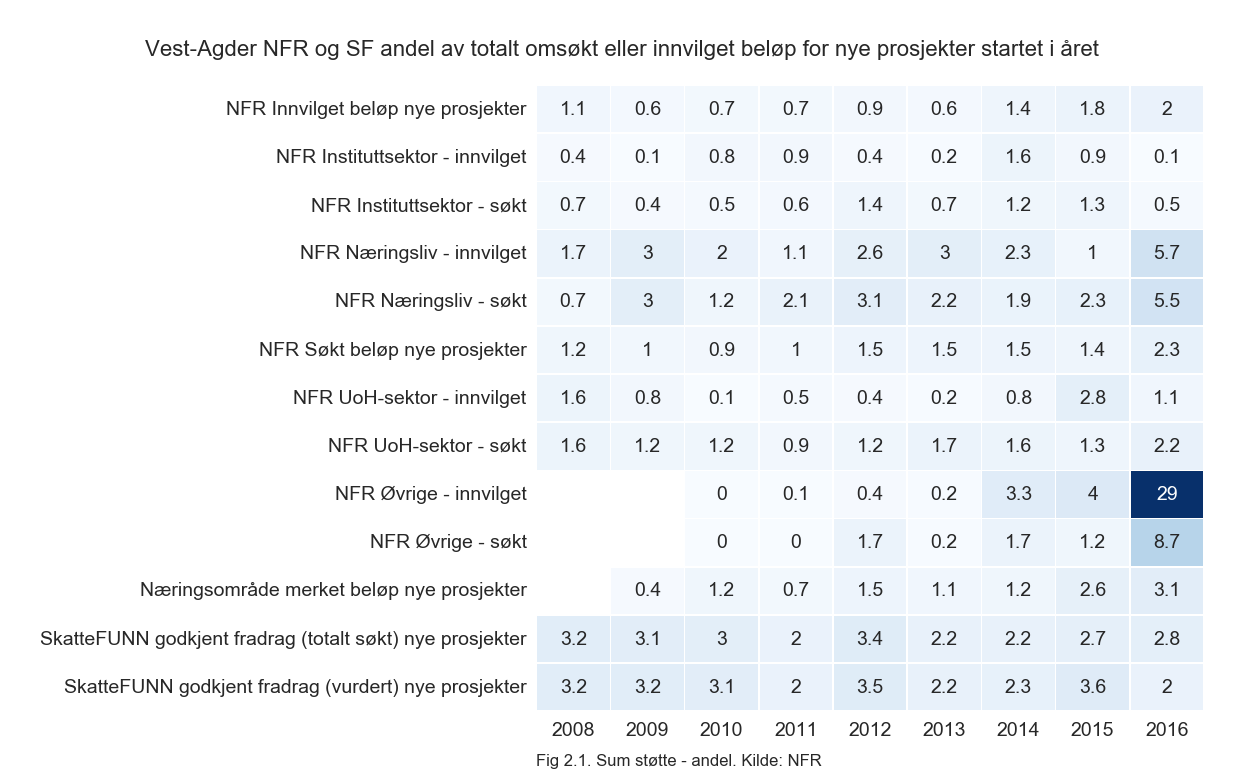 Vest-Agder NFR og SF andel av totalt omsøkt eller innvilget beløp for nye prosjekter startet i året
NFR Innvilget beløp nye prosjekter 1.1 0.6 0.7 0.7 0.9 0.6 1.4 1.8 2
NFR Instituttsektor - innvilget 0.4 0.1 0.8 0.9 0.4 0.2 1.6 0.9 0.1
NFR Instituttsektor - søkt 0.7 0.4 0.5 0.6 1.4 0.7 1.2 1.3 0.5
NFR Næringsliv - innvilget 1.7 3 2 1.1 2.6 3 2.3 1 5.7
NFR Næringsliv - søkt 0.7 3 1.2 2.1 3.1 2.2 1.9 2.3 5.5
NFR Søkt beløp nye prosjekter 1.2 1 0.9 1 1.5 1.5 1.5 1.4 2.3
NFR UoH-sektor - innvilget 1.6 0.8 0.1 0.5 0.4 0.2 0.8 2.8 1.1
NFR UoH-sektor - søkt 1.6 1.2 1.2 0.9 1.2 1.7 1.6 1.3 2.2
NFR Øvrige - innvilget 0 0.1 0.4 0.2 3.3 4 29
NFR Øvrige - søkt 0 0 1.7 0.2 1.7 1.2 8.7
Næringsområde merket beløp nye prosjekter 0.4 1.2 0.7 1.5 1.1 1.2 2.6 3.1
SkatteFUNN godkjent fradrag (totalt søkt) nye prosjekter 3.2 3.1 3 2 3.4 2.2 2.2 2.7 2.8
SkatteFUNN godkjent fradrag (vurdert) nye prosjekter 3.2 3.2 3.1 2 3.5 2.2 2.3 3.6 2
2008 2009 2010 2011 2012 2013 2014 2015 2016
Fig 2.1. Sum støtte - andel. Kilde: NFR